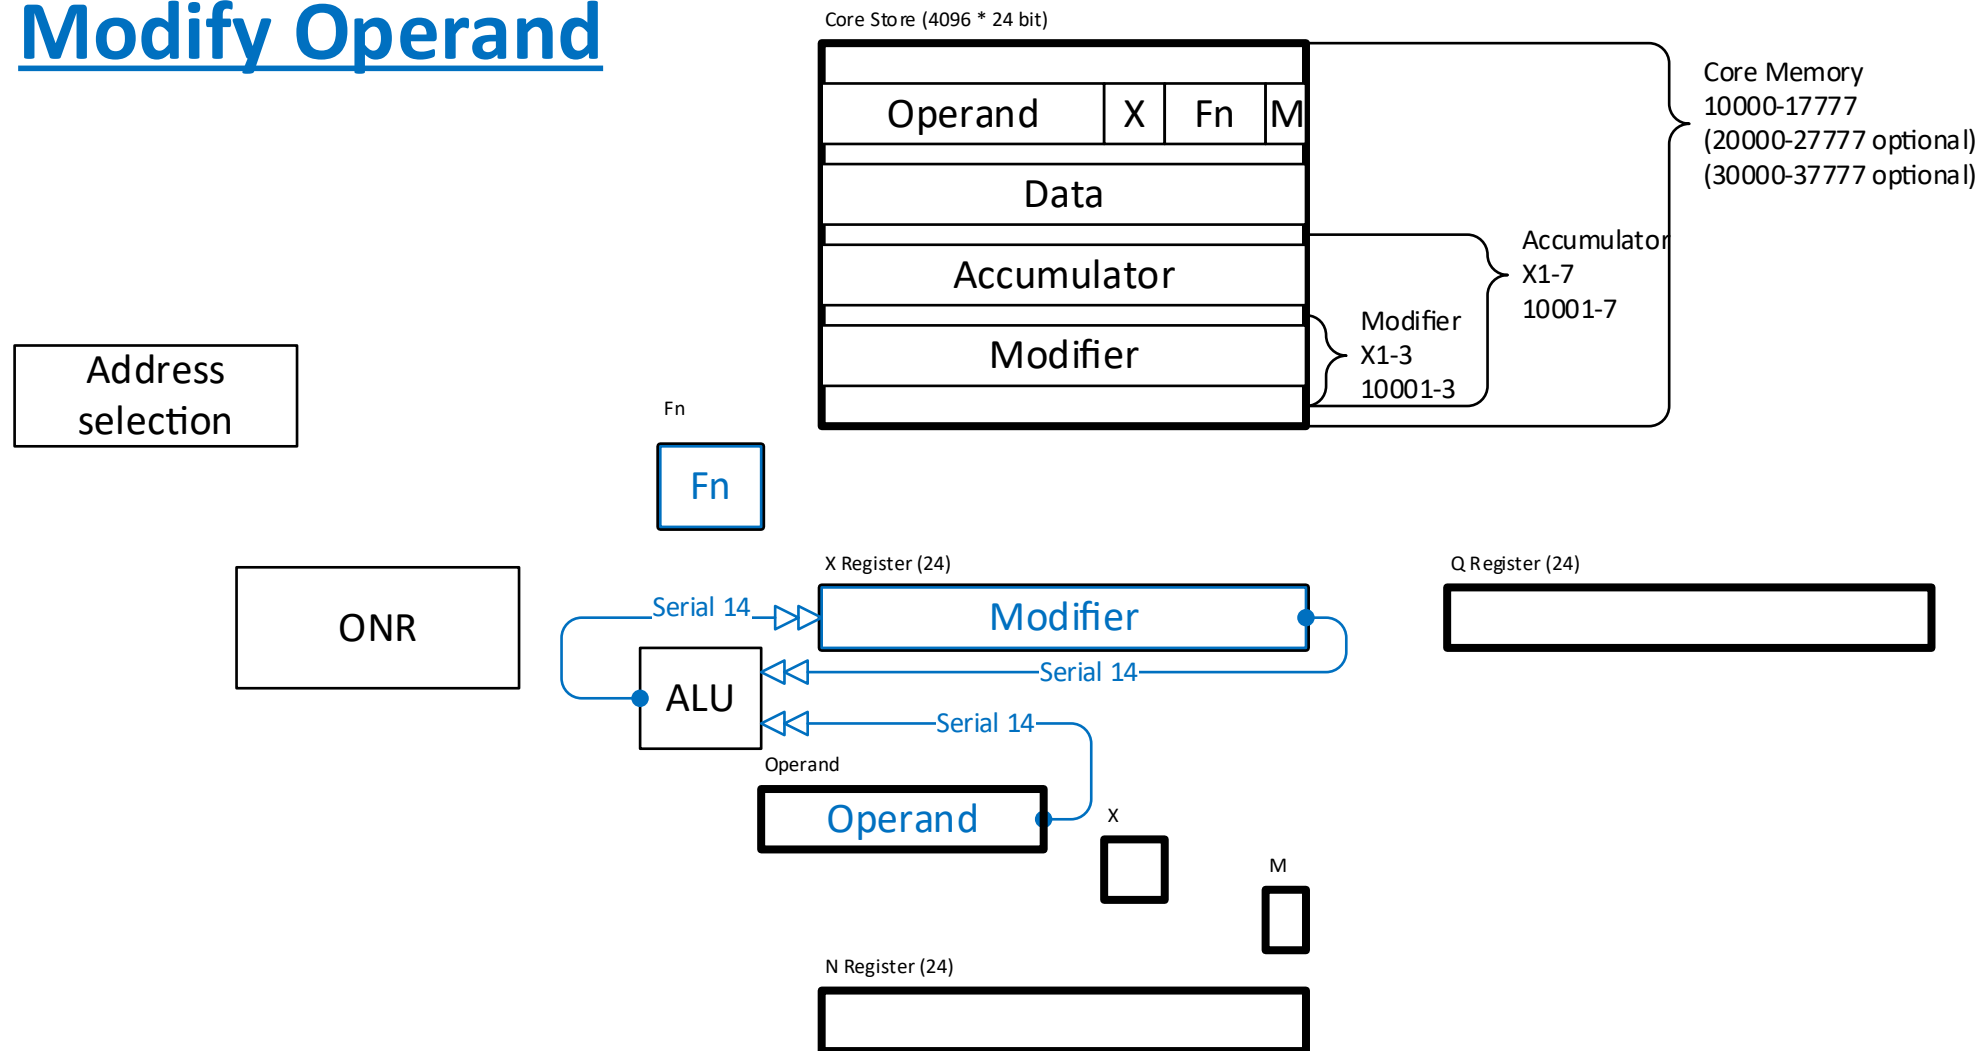 Modify Operand
Core Store (4096 * 24 bit)
Operand X Fn M
Data
Accumulator
Modifier
Core Memory
10000-17777
(20000-27777 optional)
(30000-37777 optional)
Accumulator
X1-7
10001-7
Modifier
X1-3
10001-3
Address
selection
Fn
Fn
X Register (24)
Q Register (24)
Serial 14
Modifier
ONR
Serial 14
ALU
Serial 14
Operand
Operand
X
M
N Register (24)